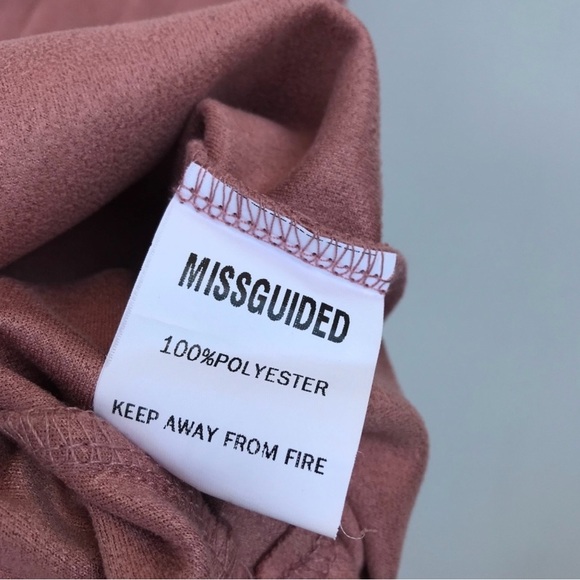 MISSGUIDED
100%POLYESTER
KEEP AWAY FROM FIRE